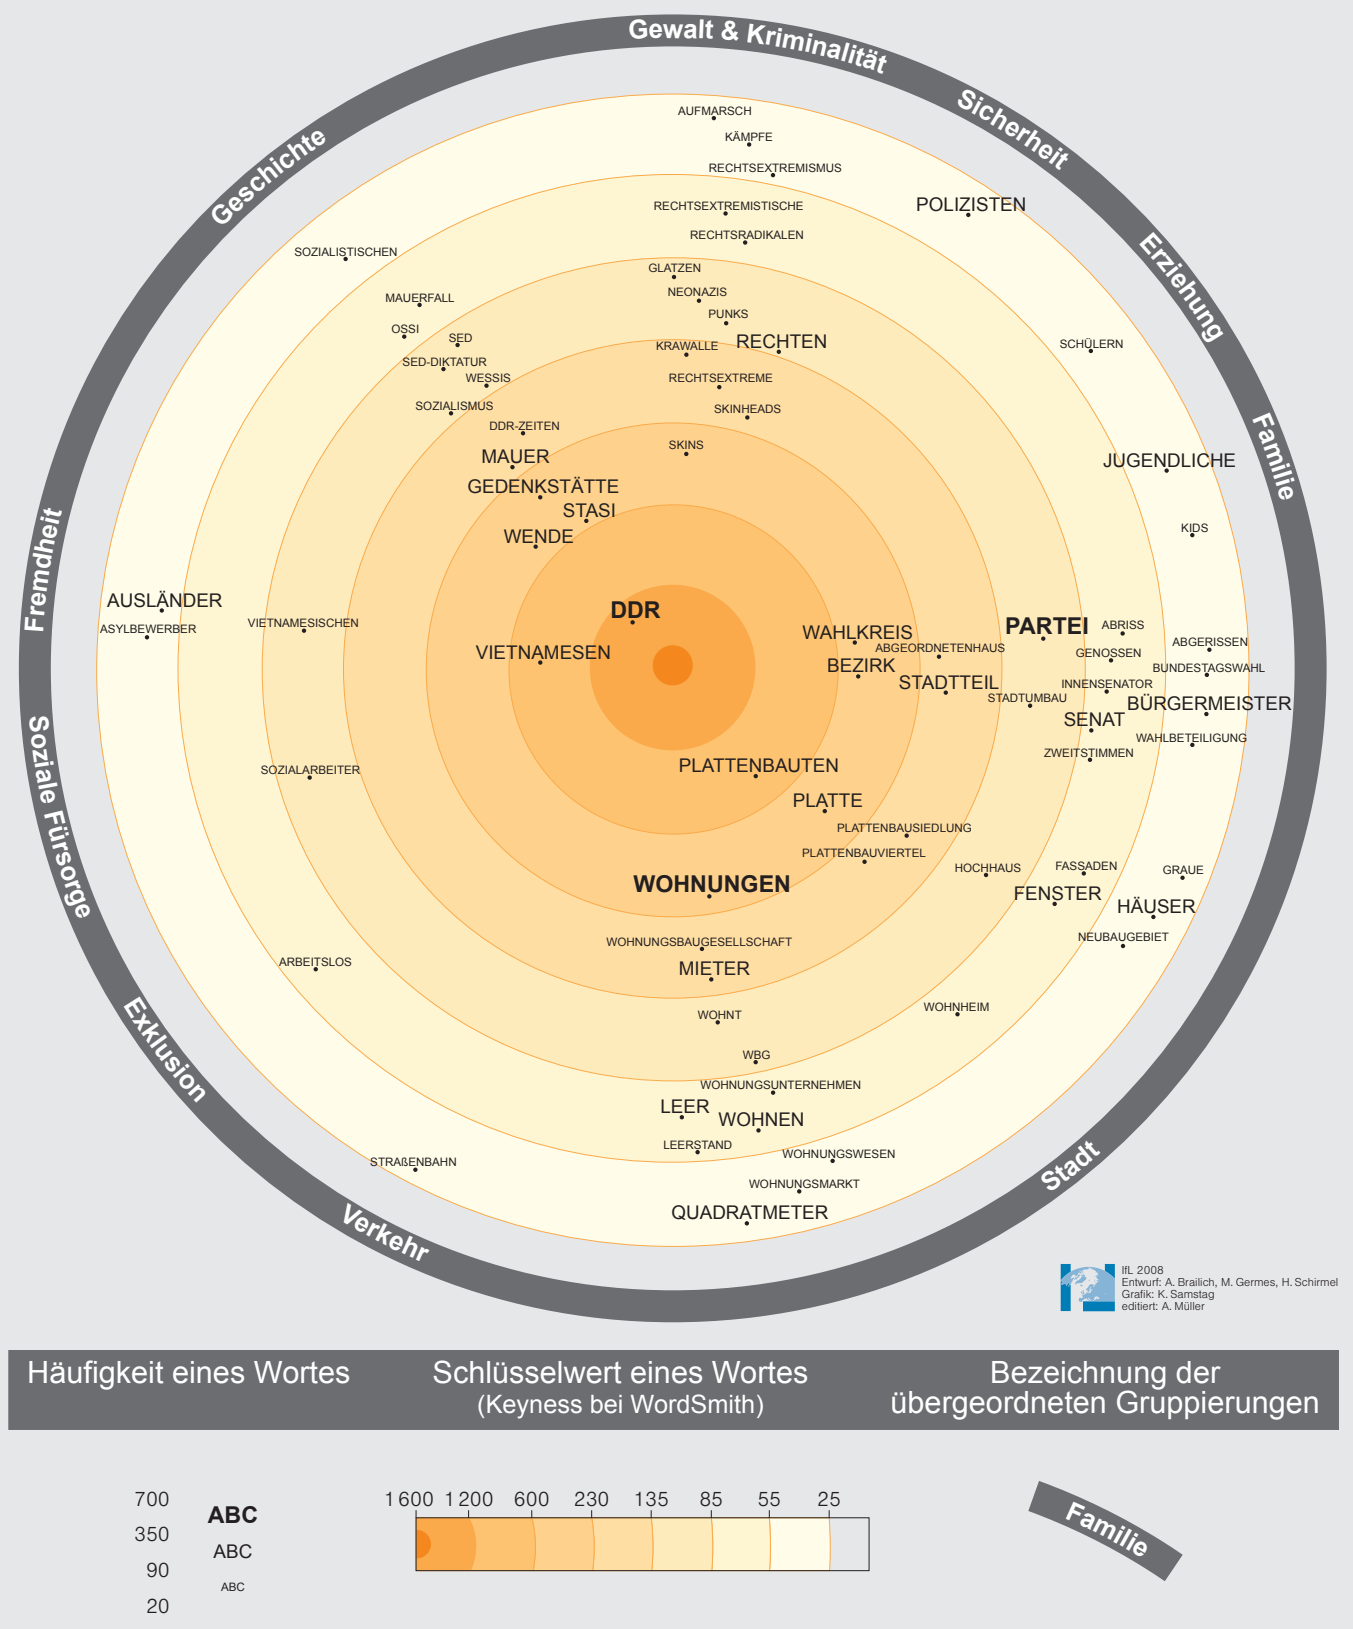 Gewalt & Kriminalität
Sicherheit
Geschichte
Erziehung
Familie
Fremdheit
Soziale Fürsorge
Exklusion
Verkehr
Stadt
AUFMARSCH
KÄMPFE
RECHTSEXTREMISMUS
POLIZISTEN
RECHTSEXTREMISTISCHE
RECHTSRADIKALEN
SOZIALISTISCHEN
GLATZEN
NEONAZIS
MAUERFALL
PUNKS
OSSI
SED
KRAWALLE
RECHTEN
SCHÜLERN
SED-DIKTATUR
WESSIS
RECHTSEXTREME
SOZIALISMUS
SKINHEADS
DDR-ZEITEN
SKINS
MAUER
JUGENDLICHE
GEDENKSTÄTTE
STASI
KIDS
WENDE
AUSLÄNDER
DDR
ASYLBEWERBER
VIETNAMESISCHEN
WAHLKREIS
PARTEI
ABRISS
ABGERISSEN
VIETNAMESEN
ABGEORDNETENHAUS
GENOSSEN
BEZIRK
BUNDESTAGSWAHL
STADTTEIL
INNENSENATOR
STADTUMBAU
BÜRGERMEISTER
SENAT
WAHLBETEILIGUNG
ZWEITSTIMMEN
SOZIALARBEITER
PLATTENBAUTEN
PLATTE
PLATTENBAUSIEDLUNG
PLATTENBAUVIERTEL
HOCHHAUS
FASSADEN
GRAUE
WOHNUNGEN
FENSTER
HÄUSER
NEUBAUGEBIET
WOHNUNGSBAUGESELLSCHAFT
ARBEITSLOS
MIETER
WOHNT
WOHNHEIM
WBG
WOHNUNGSUNTERNEHMEN
LEER
WOHNEN
LEERSTAND
WOHNUNGSWESEN
STRAßENBAHN
WOHNUNGSMARKT
QUADRATMETER
IfL 2008
Entwurf: A. Brailich, M. Germes, H. Schirmel
Grafik: K. Samstag
editiert: A. Müller
Häufigkeit eines Wortes
Schlüsselwert eines Wortes
(Keyness bei WordSmith)
Bezeichnung der
übergeordneten Gruppierungen
700
350
90
20
ABC
ABC
ABC
1600 1200 600 230 135 85 55 25
Familie